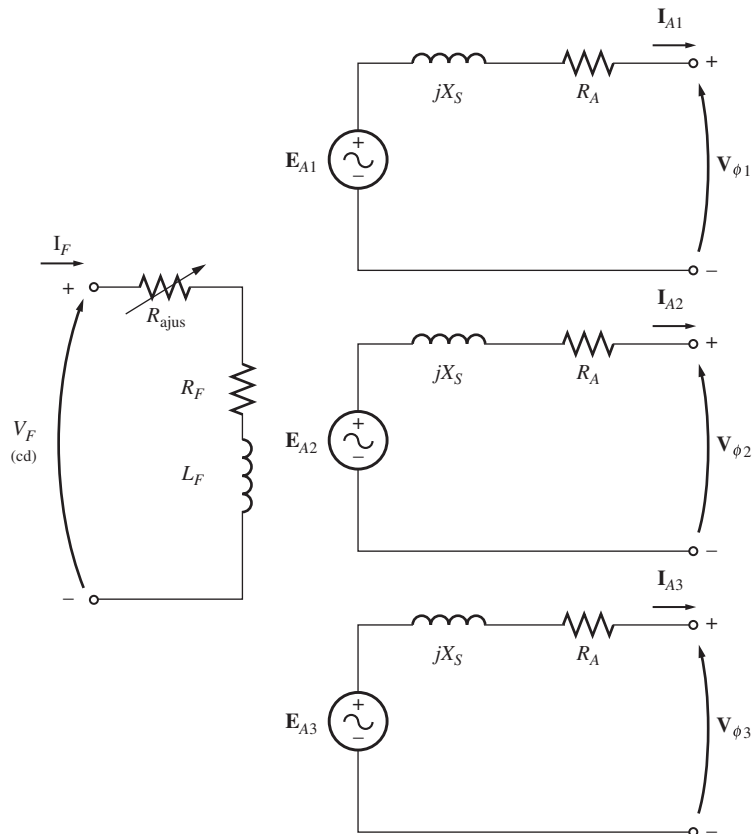 I_F
+
R_ajus
R_F
V_F
(cd)
L_F
−
I_A1
jX_S
R_A
+
E_A1
+
−
V_ϕ1
−
I_A2
jX_S
R_A
+
E_A2
+
−
V_ϕ2
−
I_A3
jX_S
R_A
+
E_A3
+
−
V_ϕ3
−